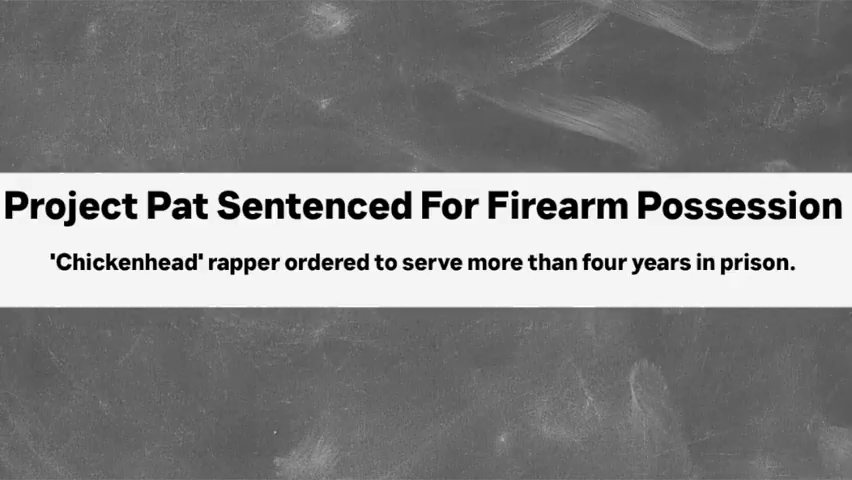 Project Pat Sentenced For Firearm Possession
'Chickenhead' rapper ordered to serve more than four years in prison.